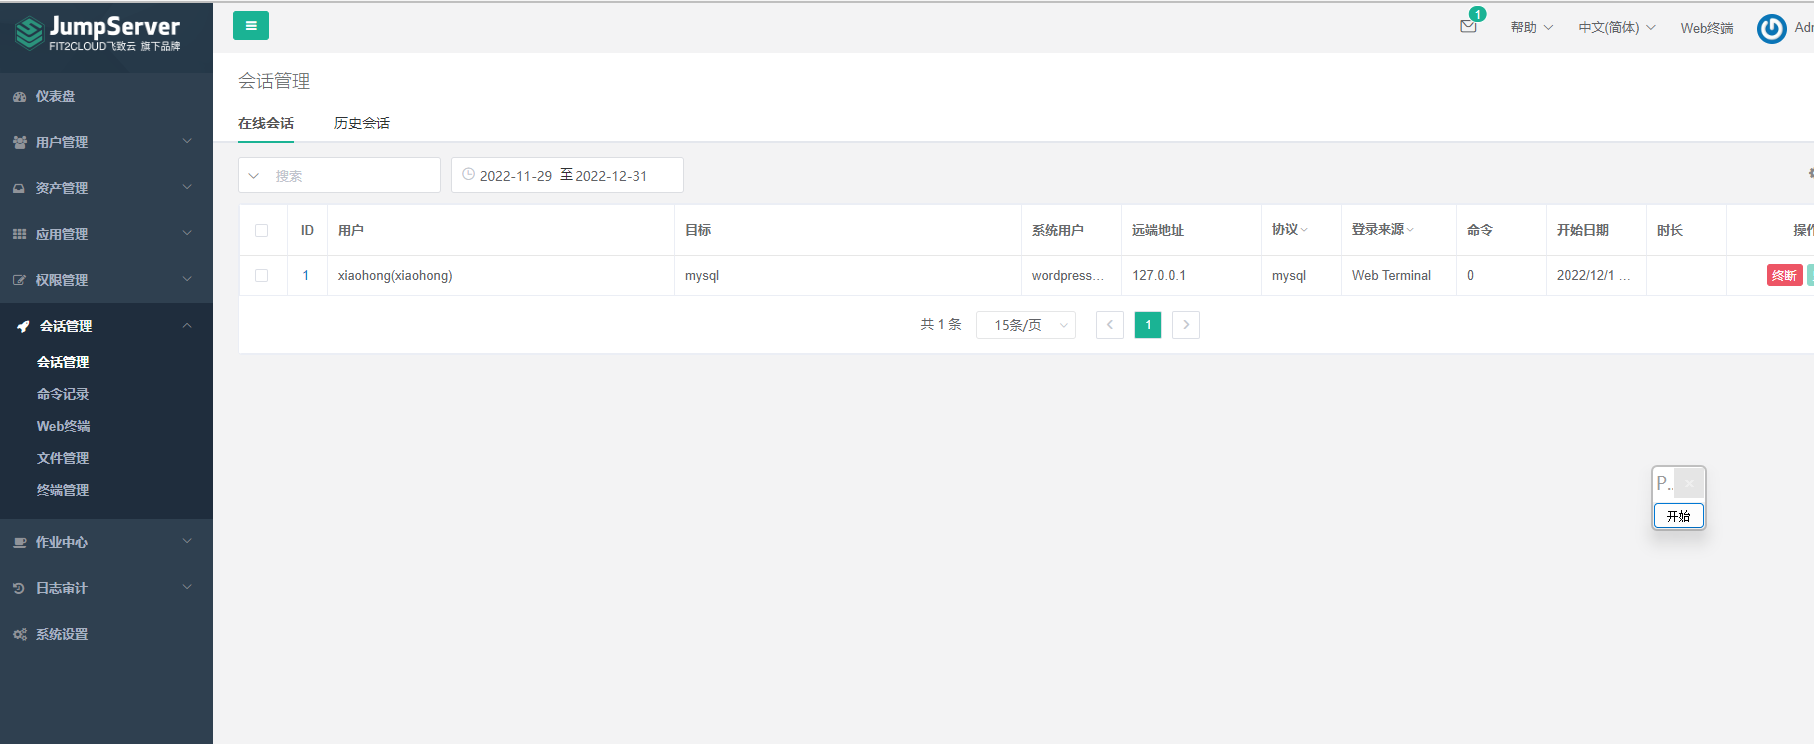 JumpServer
FIT2CLOUD飞致云 旗下品牌
1
帮助
中文(简体)
Web终端
仪表盘
用户管理
资产管理
应用管理
权限管理
会话管理
会话管理
命令记录
Web终端
文件管理
终端管理
作业中心
日志审计
系统设置
会话管理
在线会话 历史会话
搜索
2022-11-29 至 2022-12-31
ID 用户 目标 系统用户 远端地址 协议 登录来源 命令 开始日期 时长
1 xiaohong(xiaohong) mysql wordpress... 127.0.0.1 mysql Web Terminal 0 2022/12/1 ... 终断
共 1 条 15条/页 1
P..
开始